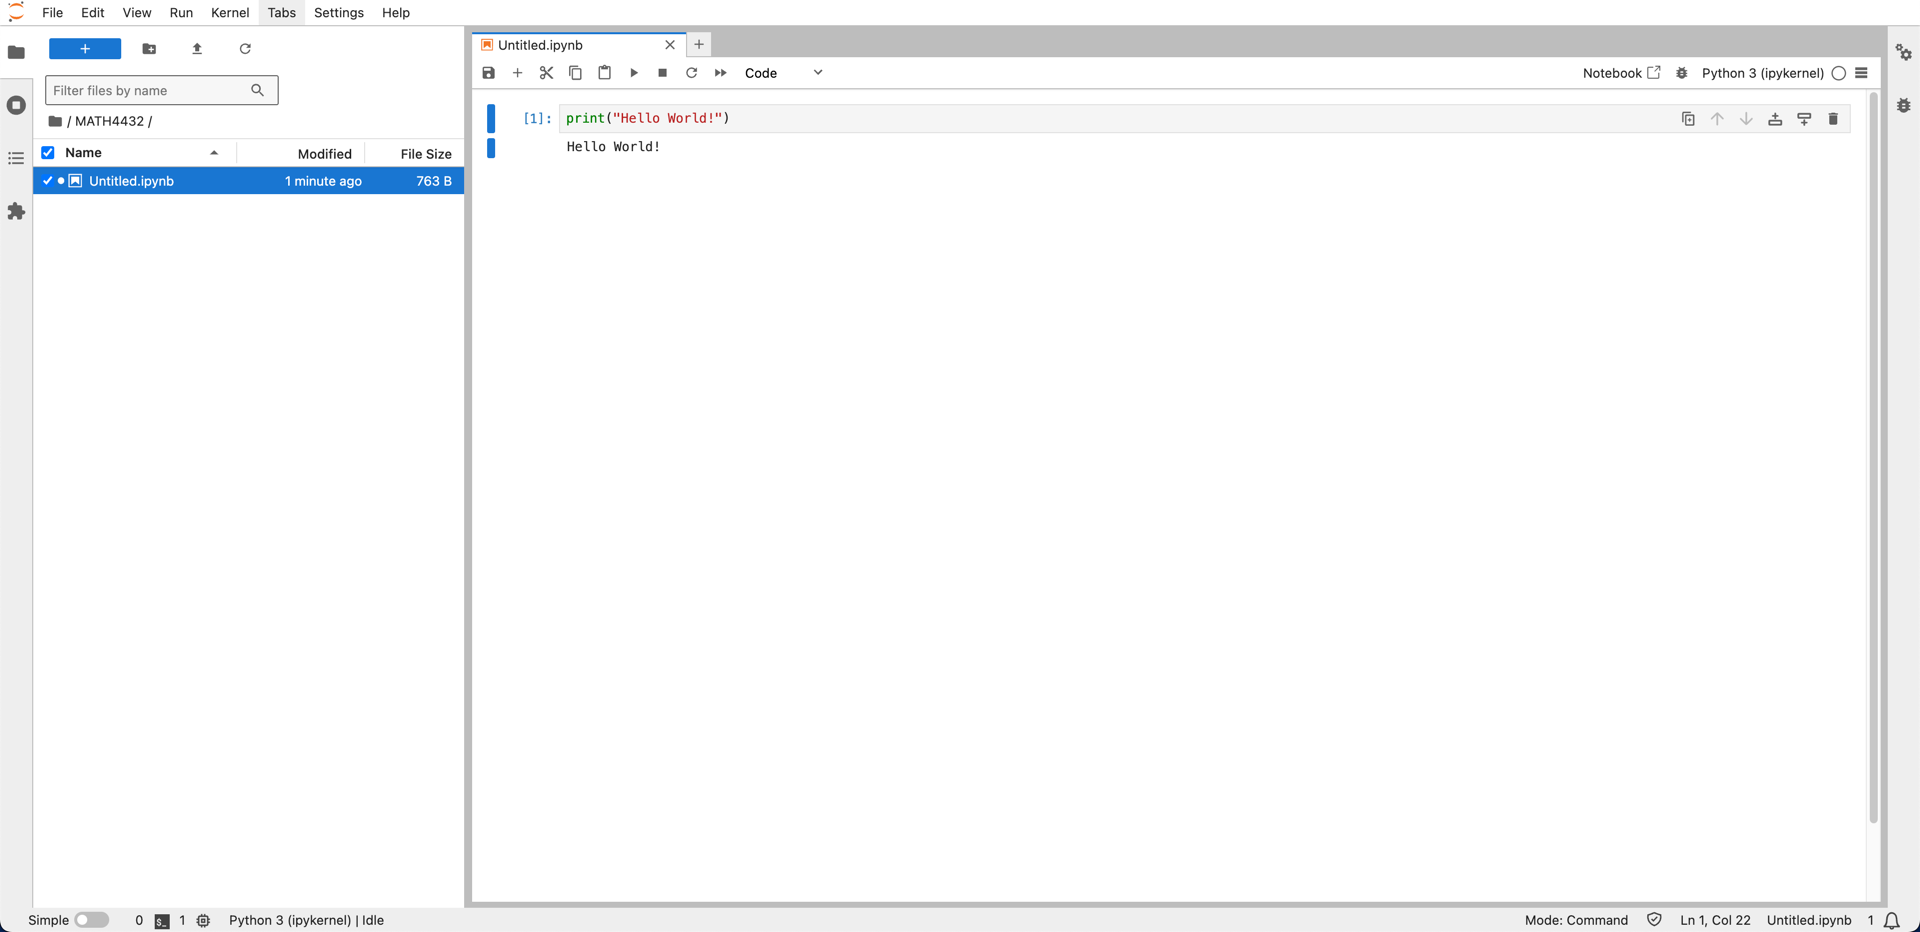 File Edit View Run Kernel Tabs Settings Help
Untitled.ipynb
Code
Notebook
Python 3 (ipykernel)
Filter files by name
/ MATH4432 /
Name Modified File Size
Untitled.ipynb 1 minute ago 763 B
[1]: print("Hello World!")
Hello World!
Simple 0 $_ 1 Python 3 (ipykernel) | Idle
Mode: Command Ln 1, Col 22 Untitled.ipynb 1